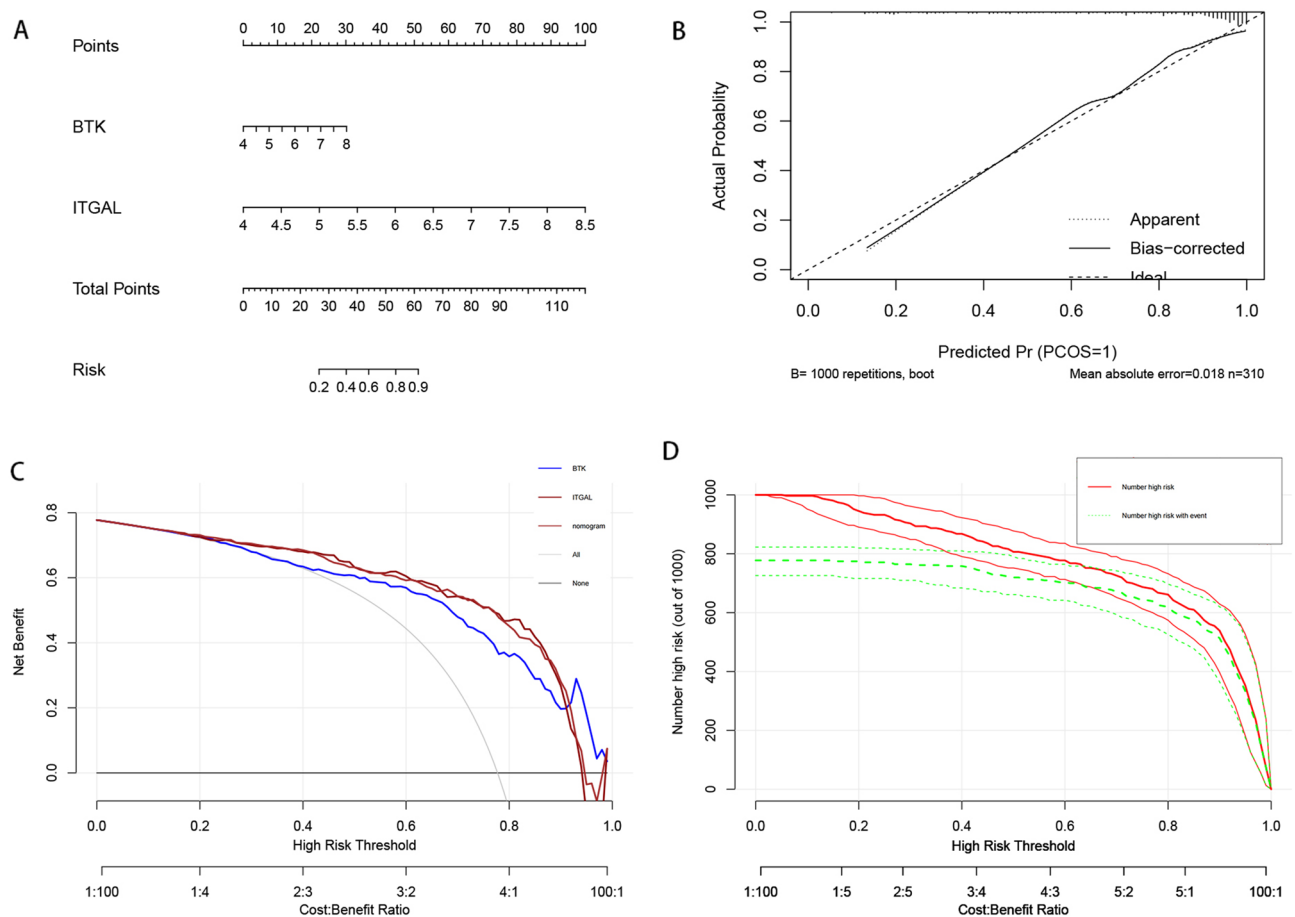 A
Points
0 10 20 30 40 50 60 70 80 90 100
BTK
4 5 6 7 8
ITGAL
4 4.5 5 5.5 6 6.5 7 7.5 8 8.5
Total Points
0 10 20 30 40 50 60 70 80 90 110
Risk
0.2 0.4 0.6 0.8 0.9
B
Actual Probablity
1.0
0.8
0.6
0.4
0.2
0.0
Apparent
Bias-corrected
Ideal
0.0 0.2 0.4 0.6 0.8 1.0
Predicted Pr (PCOS=1)
B= 1000 repetitions, boot
Mean absolute error=0.018 n=310
C
BTK
ITGAL
nomogram
All
None
Net Benefit
0.8
0.6
0.4
0.2
0.0
0.0 0.2 0.4 0.6 0.8 1.0
High Risk Threshold
1:100 1:4 2:3 3:2 4:1 100:1
Cost:Benefit Ratio
D
Number high risk
Number high risk with event
Number high risk (out of 1000)
1000
800
600
400
200
0
0.0 0.2 0.4 0.6 0.8 1.0
High Risk Threshold
1:100 1:5 2:5 3:4 4:3 5:2 5:1 100:1
Cost:Benefit Ratio